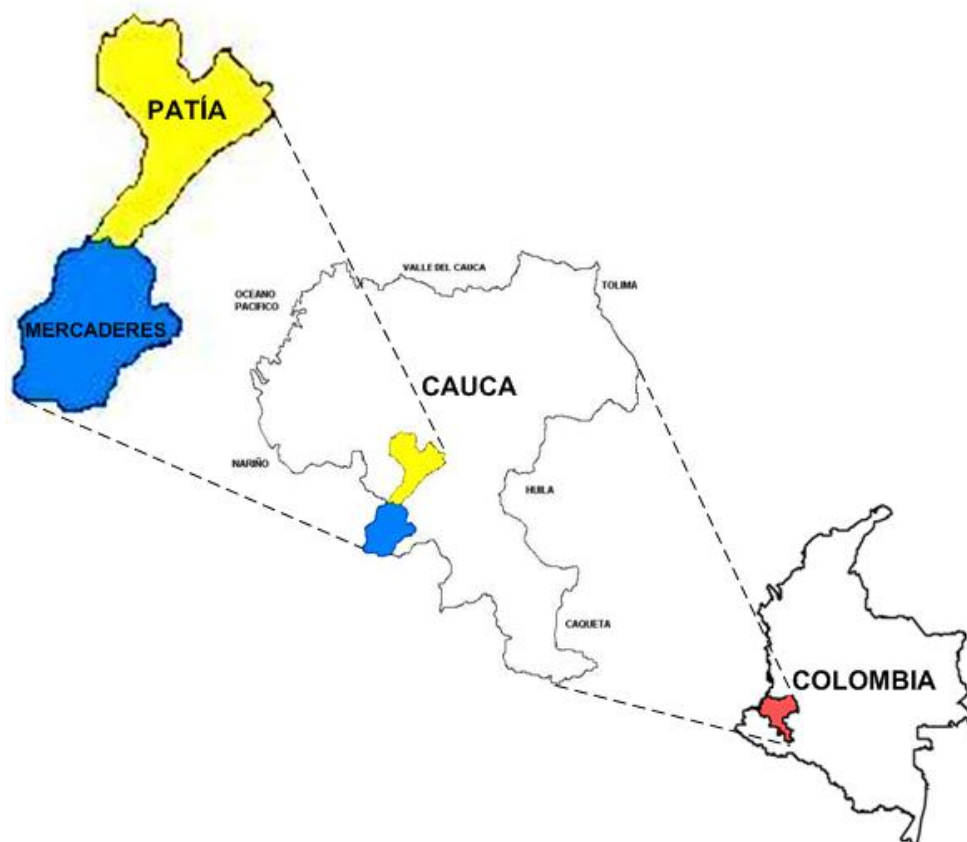 PATÍA
MERCADERES
VALLE DEL CAUCA
TOLIMA
OCEANO
PACIFICO
CAUCA
NARIÑO
HUILA
CAQUETA
COLOMBIA